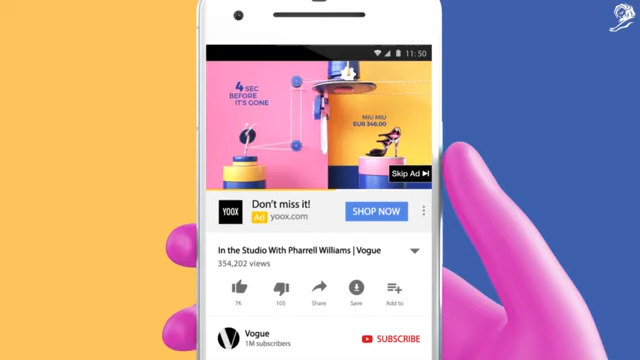 11:50
4 SEC
BEFORE
IT'S GONE
MIU MIU
EUR 346,00
Skip Ad
YOOX
Don't miss it!
Ad yoox.com
SHOP NOW
In the Studio With Pharrell Williams | Vogue
354,202 views
7K
103
Share
Save
Add to
V
Vogue
1M subscribers
SUBSCRIBE